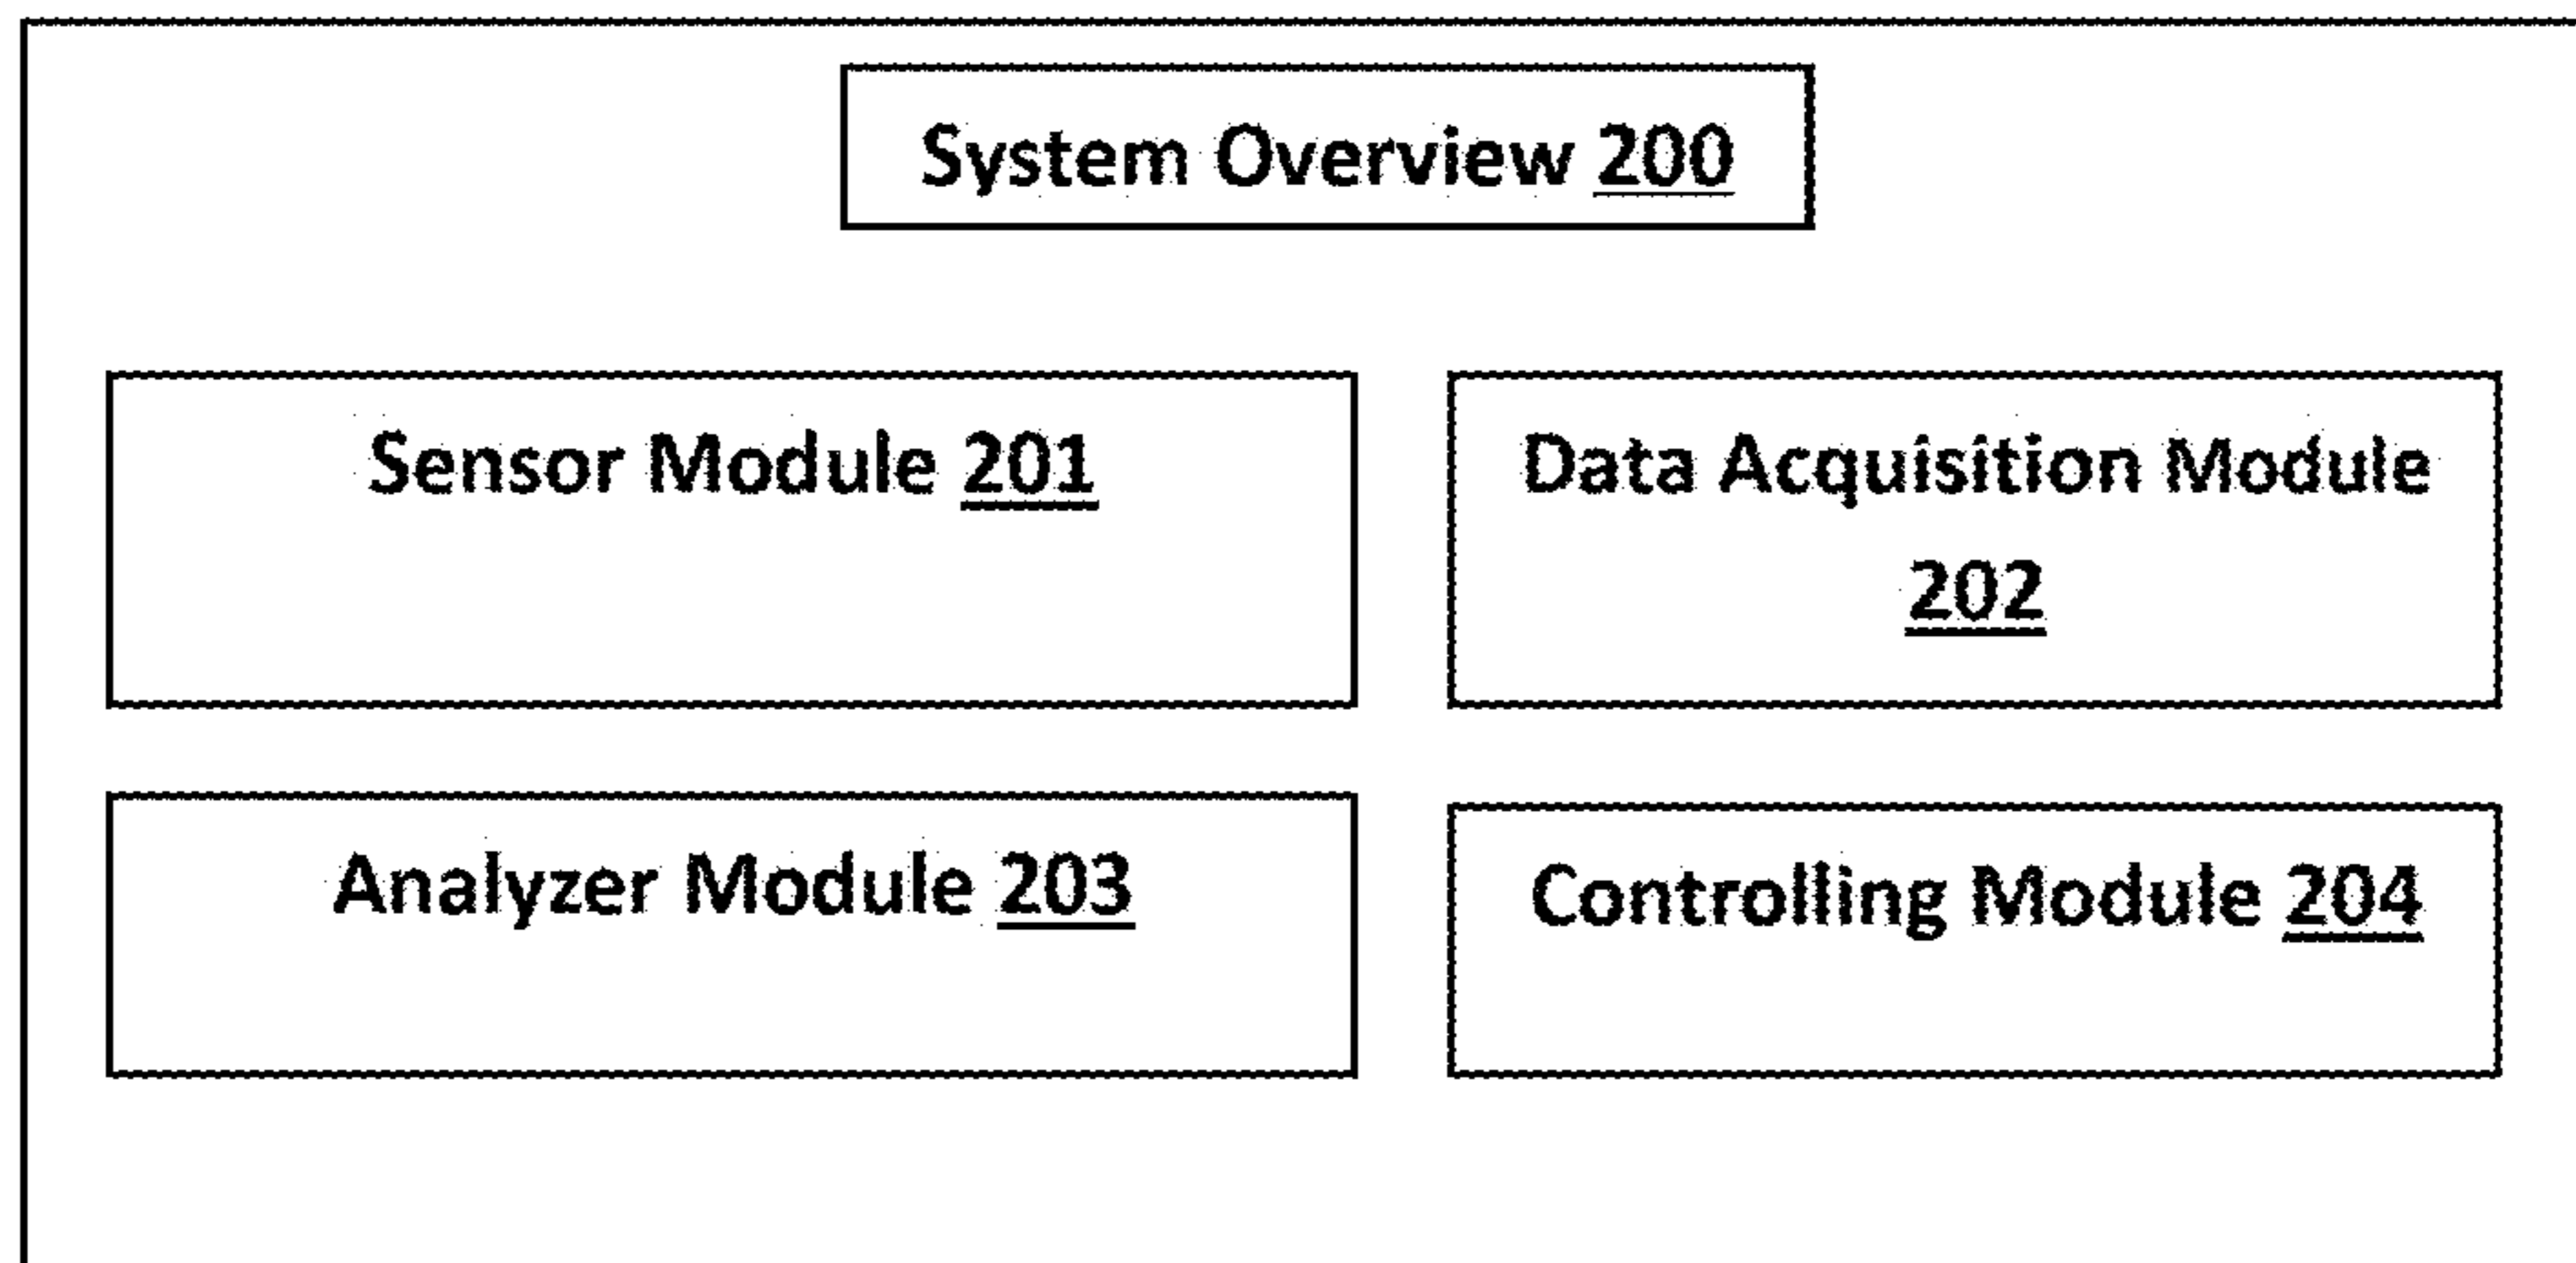 System Overview 200
Sensor Module 201
Data Acquisition Module
202
Analyzer Module 203
Controlling Module 204